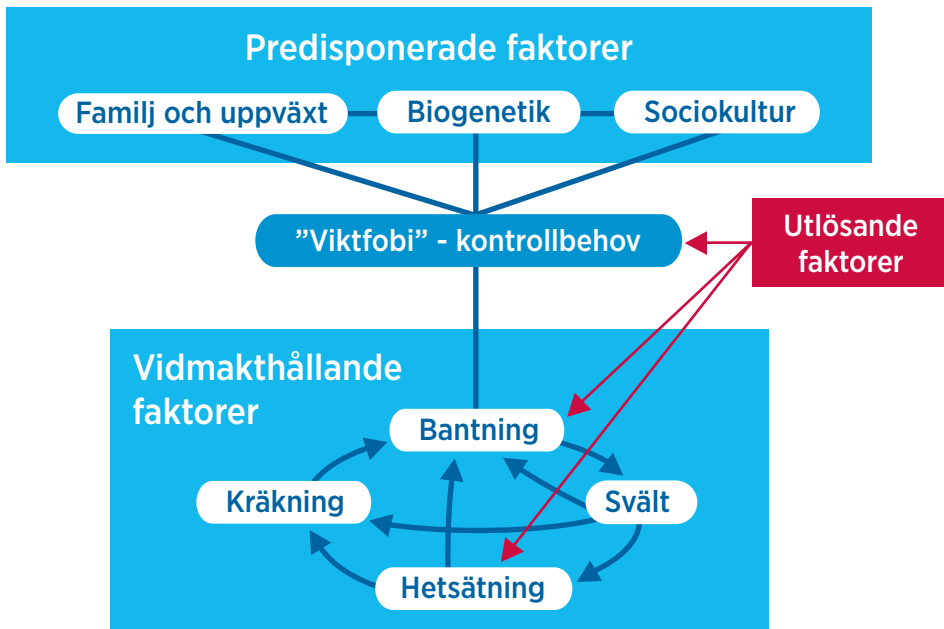 Predisponerade faktorer
Familj och uppväxt
Biogenetik
Sociokultur
”Viktfobi” - kontrollbehov
Utlösande
faktorer
Vidmakthållande
faktorer
Bantning
Kräkning
Svält
Hetsätning